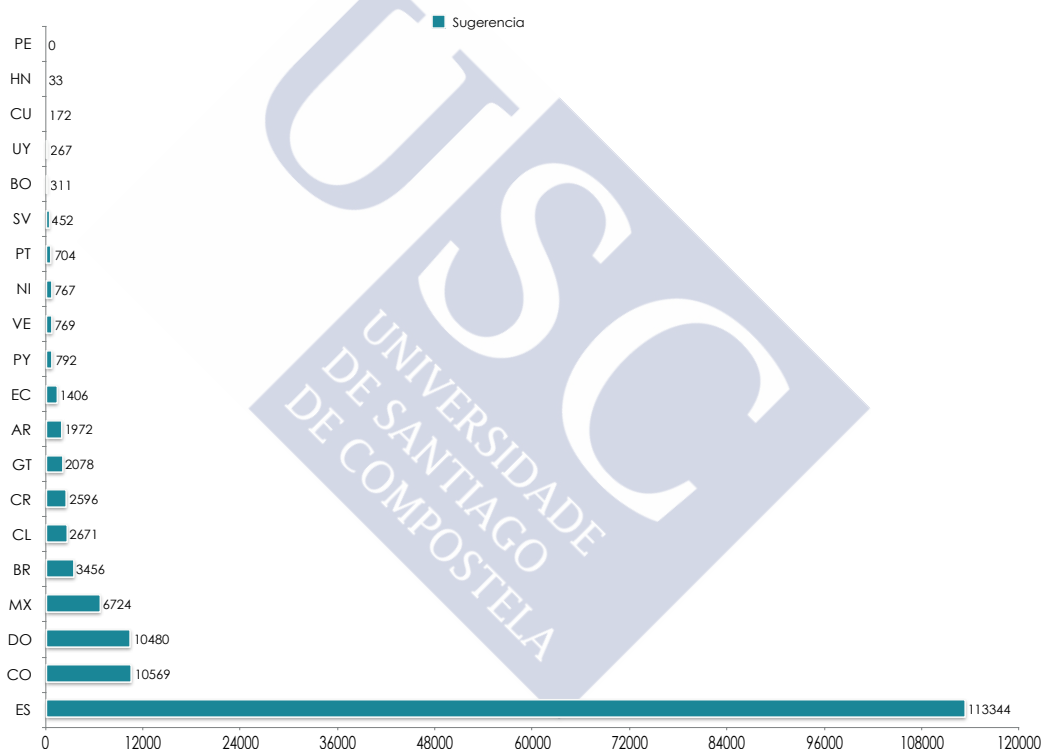 Sugerencia
PE 0
HN 33
CU 172
UY 267
BO 311
SV 452
PT 704
NI 767
VE 769
PY 792
EC 1406
AR 1972
GT 2078
CR 2596
CL 2671
BR 3456
MX 6724
DO 10480
CO 10569
ES 113344
0 12000 24000 36000 48000 60000 72000 84000 96000 108000 120000
USC
UNIVERSIDADE
DE SANTIAGO
DE COMPOSTELA